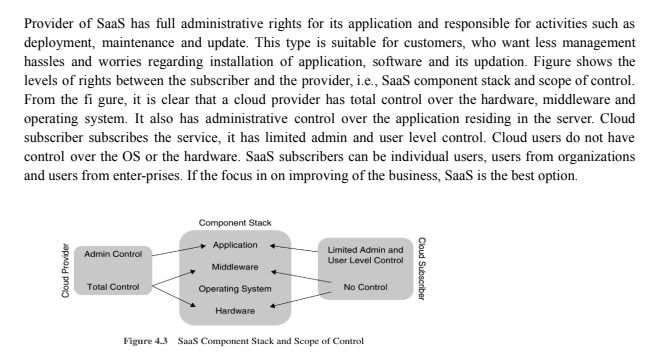 Provider of SaaS has full administrative rights for its application and responsible for activities such as
deployment, maintenance and update. This type is suitable for customers, who want less management
hassles and worries regarding installation of application, software and its updation. Figure shows the
levels of rights between the subscriber and the provider, i.e., SaaS component stack and scope of control.
From the fi gure, it is clear that a cloud provider has total control over the hardware, middleware and
operating system. It also has administrative control over the application residing in the server. Cloud
subscriber subscribes the service, it has limited admin and user level control. Cloud users do not have
control over the OS or the hardware. SaaS subscribers can be individual users, users from organizations
and users from enter-prises. If the focus in on improving of the business, SaaS is the best option.
Component Stack
Cloud Provider
Admin Control
Total Control
Application
Middleware
Operating System
Hardware
Limited Admin and
User Level Control
No Control
Cloud Subscriber
Figure 4.3 SaaS Component Stack and Scope of Control